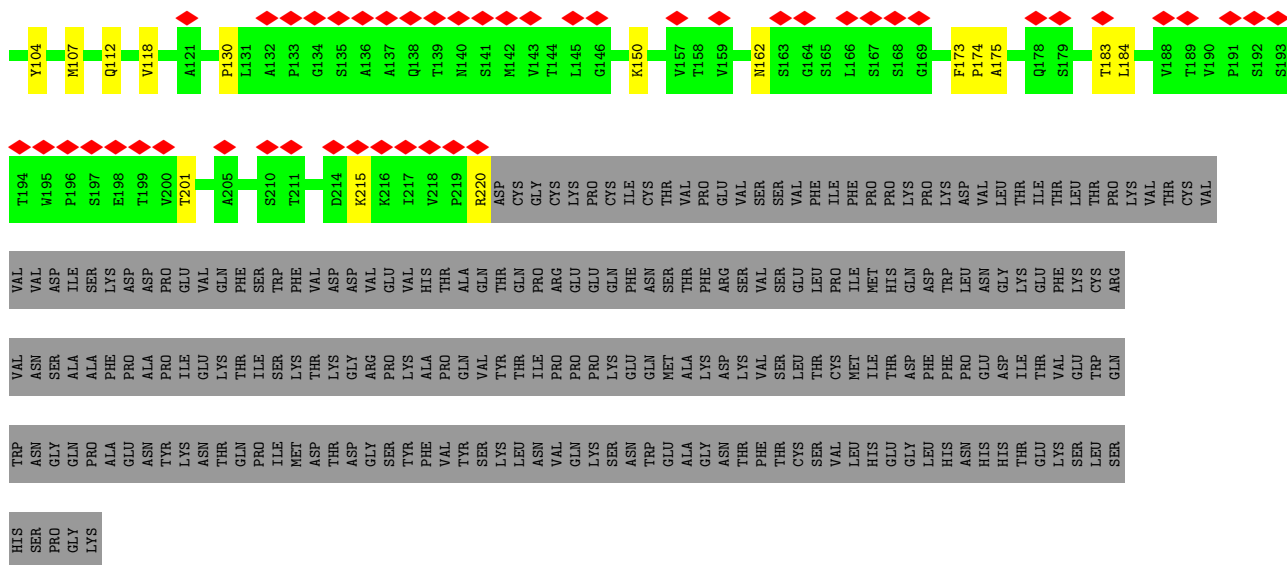 Y104 M107 Q112 V118 A121 P130 L131 A132 P133 G134 S135 A136 A137 Q138 T139 N140 S141 M142 V143 T144 L145 G146 K150 V157 T158 V159 N162 S163 G164 S165 L166 S167 S168 G169 F173 P174 A175 Q178 S179 T183 L184 V188 T189 V190 P191 S192 S193
T194 W195 P196 S197 E198 T199 V200 T201 A205 S210 T211 D214 K215 K216 I217 V218 P219 R220 ASP CYS GLY CYS LYS PRO CYS ILE CYS THR VAL PRO GLU VAL SER SER VAL PHE ILE PHE PRO PRO LYS PRO LYS ASP VAL LEU THR ILE THR LEU THR PRO LYS VAL THR CYS VAL
VAL VAL ASP ILE SER LYS ASP ASP PRO GLU VAL GLN PHE SER TRP PHE VAL ASP ASP VAL GLU VAL HIS THR ALA GLN THR GLN PRO ARG GLU GLU GLN PHE ASN SER THR PHE ARG SER VAL SER GLU LEU PRO ILE MET HIS GLN ASP TRP LEU ASN GLY LYS GLU PHE LYS CYS ARG
VAL ASN SER ALA ALA PHE PRO ALA PRO ILE GLU LYS THR ILE SER LYS THR LYS GLY ARG PRO LYS ALA PRO GLN VAL TYR THR ILE PRO PRO PRO LYS GLU GLN MET ALA LYS ASP LYS VAL SER LEU THR CYS MET ILE THR ASP PHE PHE PRO GLU ASP ILE THR VAL GLU TRP GLN
TRP ASN GLY GLN PRO ALA GLU ASN TYR LYS ASN THR GLN PRO ILE MET ASP THR ASP GLY SER TYR PHE VAL TYR SER LYS LEU ASN VAL GLN LYS SER ASN TRP GLU ALA GLY ASN THR PHE THR CYS SER VAL LEU HIS GLU GLY LEU HIS ASN HIS HIS THR GLU LYS SER LEU SER
HIS SER PRO GLY LYS